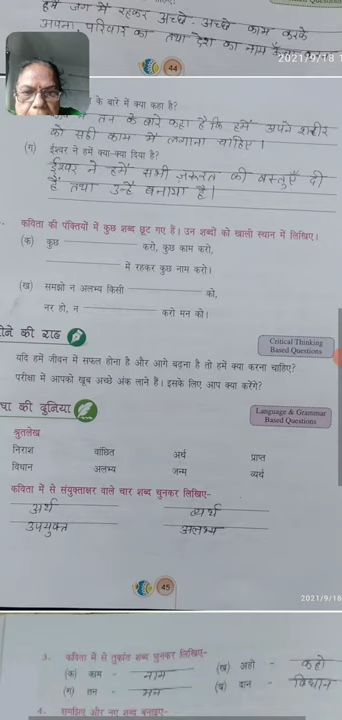 हमें जग में रहकर अच्छे-अच्छे काम करके
अपना, परिवार का तथा देश का नाम
2021/9/18 1
44
के बारे में क्या कहा है?
तन के बारे कहा है कि हमें अपने शरीर
को सही काम में लगाना चाहिए।
(ग) ईश्वर ने हमें क्या-क्या दिया है?
ईश्वर ने हमें सभी ज़रूरत की वस्तुएँ दी
हैं तथा उन्हें बनाया है।
कविता की पंक्तियों में कुछ शब्द छूट गए हैं। उन शब्दों को खाली स्थान में लिखिए।
(क) कुछ करो, कुछ काम करो,
में रहकर कुछ नाम करो।
(ख) समझो न अलभ्य किसी को,
नर हो, न करो मन को।
की राह
Critical Thinking
Based Questions
यदि हमें जीवन में सफल होना है और आगे बढ़ना है तो हमें क्या करना चाहिए?
परीक्षा में आपको खूब अच्छे अंक लाने हैं। इसके लिए आप क्या करेंगे?
की दुनिया
Language & Grammar
Based Questions
श्रुतलेख
निराश वांछित अर्थ प्राप्त
विधान अलभ्य जन्म व्यर्थ
कविता में से संयुक्ताक्षर वाले चार शब्द चुनकर लिखिए-
अर्थ व्यर्थ
उपयुक्त अलभ्य
45
2021/9/18
3. कविता में से तुकांत शब्द चुनकर लिखिए-
(क) काम - नाम (ख) अहो - कहो
(ग) तन - मन (घ) दान - विधान
4. समझिए और नए शब्द बनाइए-